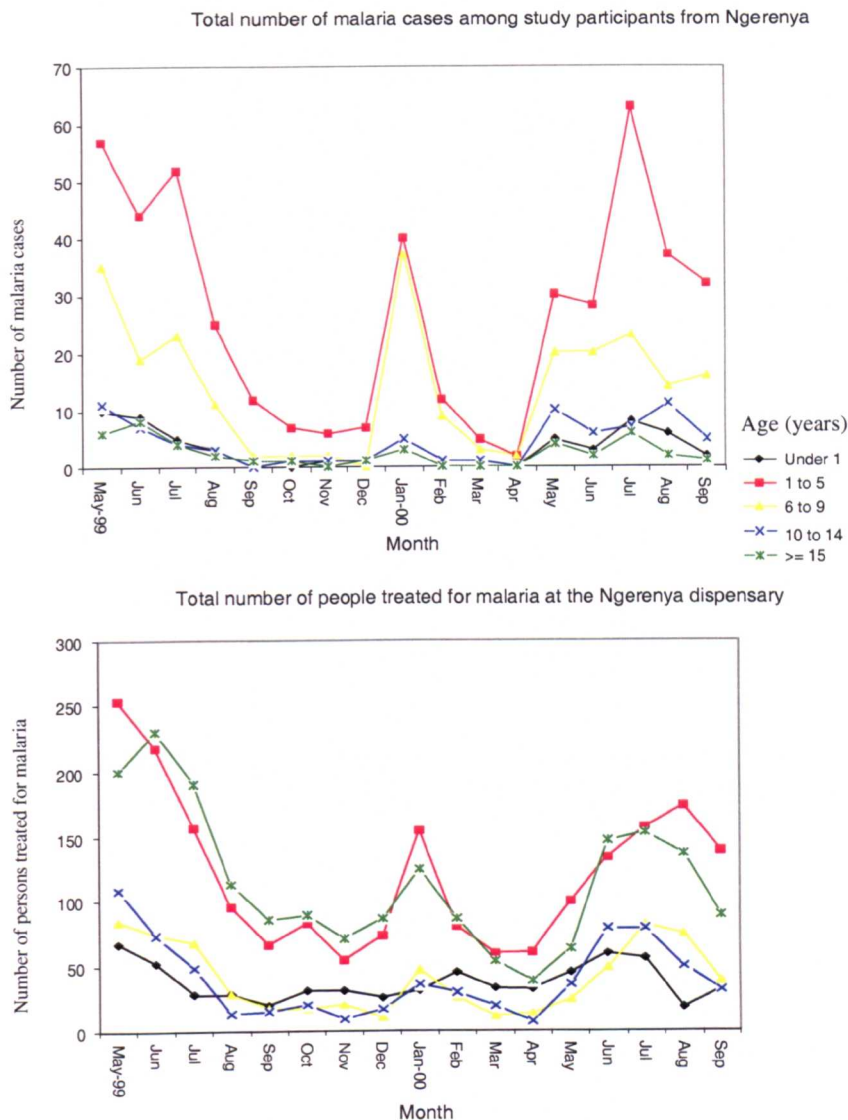 Total number of malaria cases among study participants from Ngerenya
70
60
50
40
30
20
10
0
Number of malaria cases
May-99
Jun
Jul
Aug
Sep
Oct
Nov
Dec
Jan-00
Feb
Mar
Apr
May
Jun
Jul
Aug
Sep
Month
Age (years)
Under 1
1 to 5
6 to 9
10 to 14
>= 15
Total number of people treated for malaria at the Ngerenya dispensary
300
250
200
150
100
50
0
Number of persons treated for malaria
May-99
Jun
Jul
Aug
Sep
Oct
Nov
Dec
Jan-00
Feb
Mar
Apr
May
Jun
Jul
Aug
Sep
Month